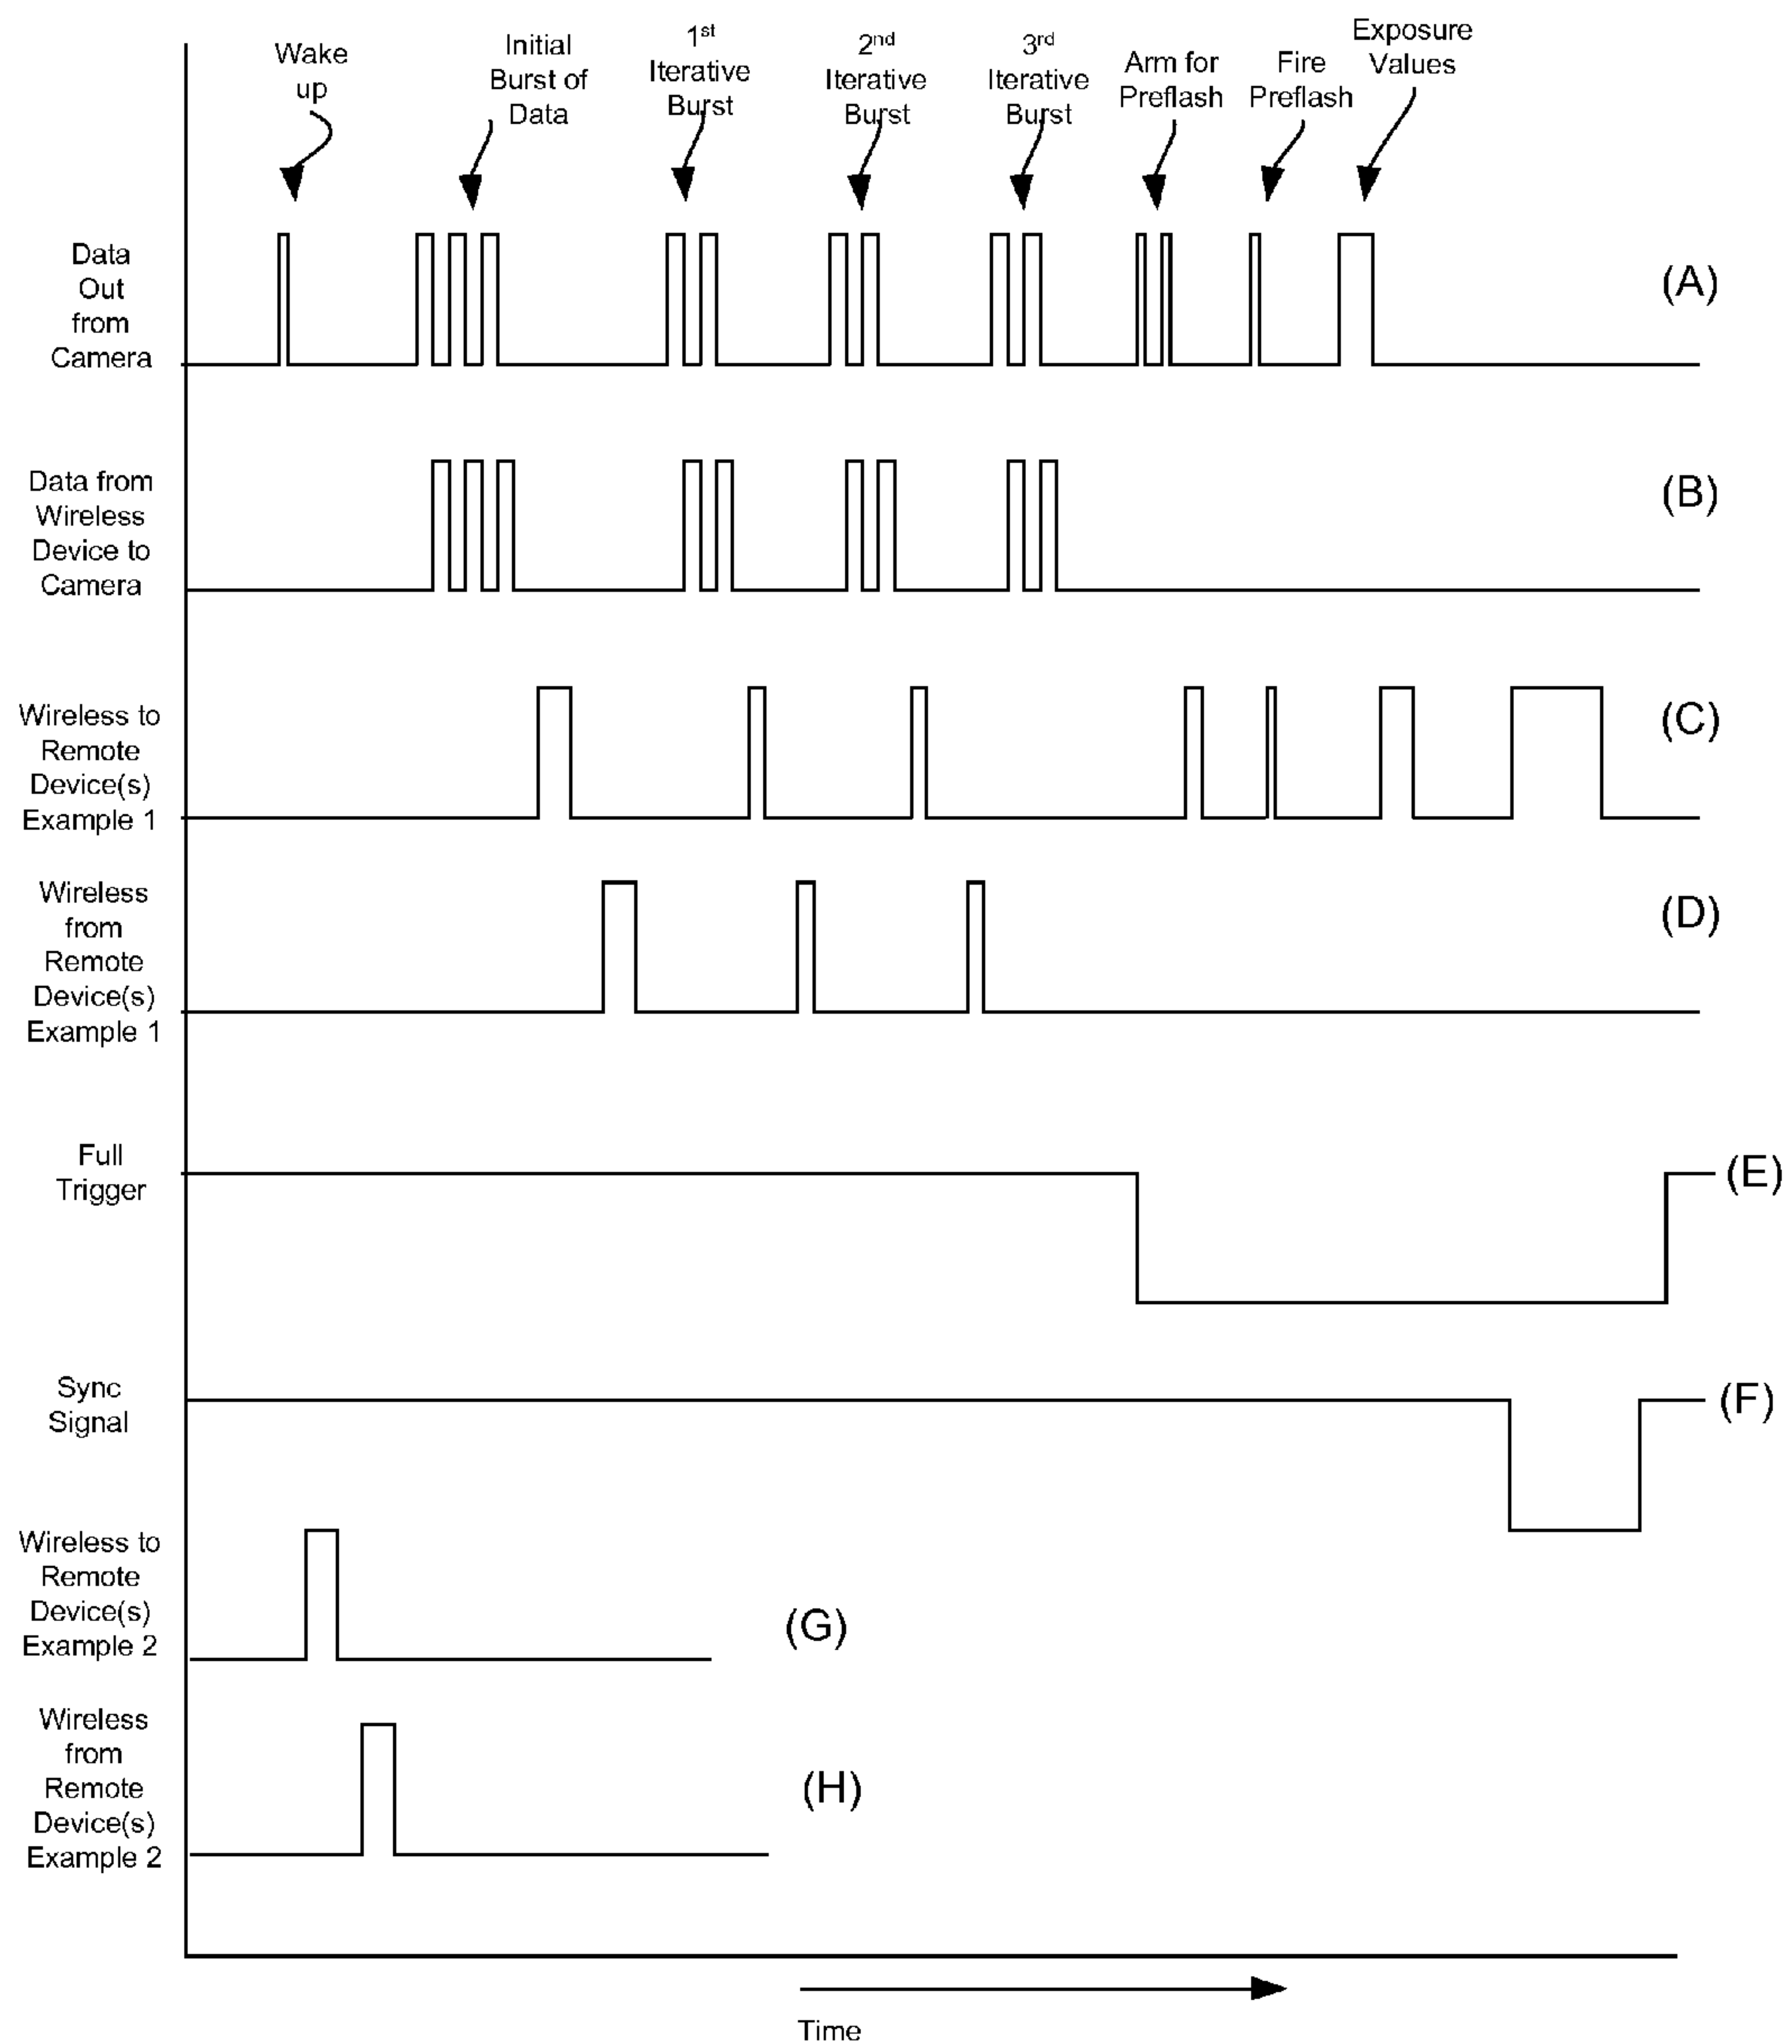 Wake
up
Initial
Burst of
Data
1st
Iterative
Burst
2nd
Iterative
Burst
3rd
Iterative
Burst
Arm for
Preflash
Fire
Preflash
Exposure
Values
Data
Out
from
Camera
(A)
Data from
Wireless
Device to
Camera
(B)
Wireless to
Remote
Device(s)
Example 1
(C)
Wireless
from
Remote
Device(s)
Example 1
(D)
Full
Trigger
(E)
Sync
Signal
(F)
Wireless to
Remote
Device(s)
Example 2
(G)
Wireless
from
Remote
Device(s)
Example 2
(H)
Time